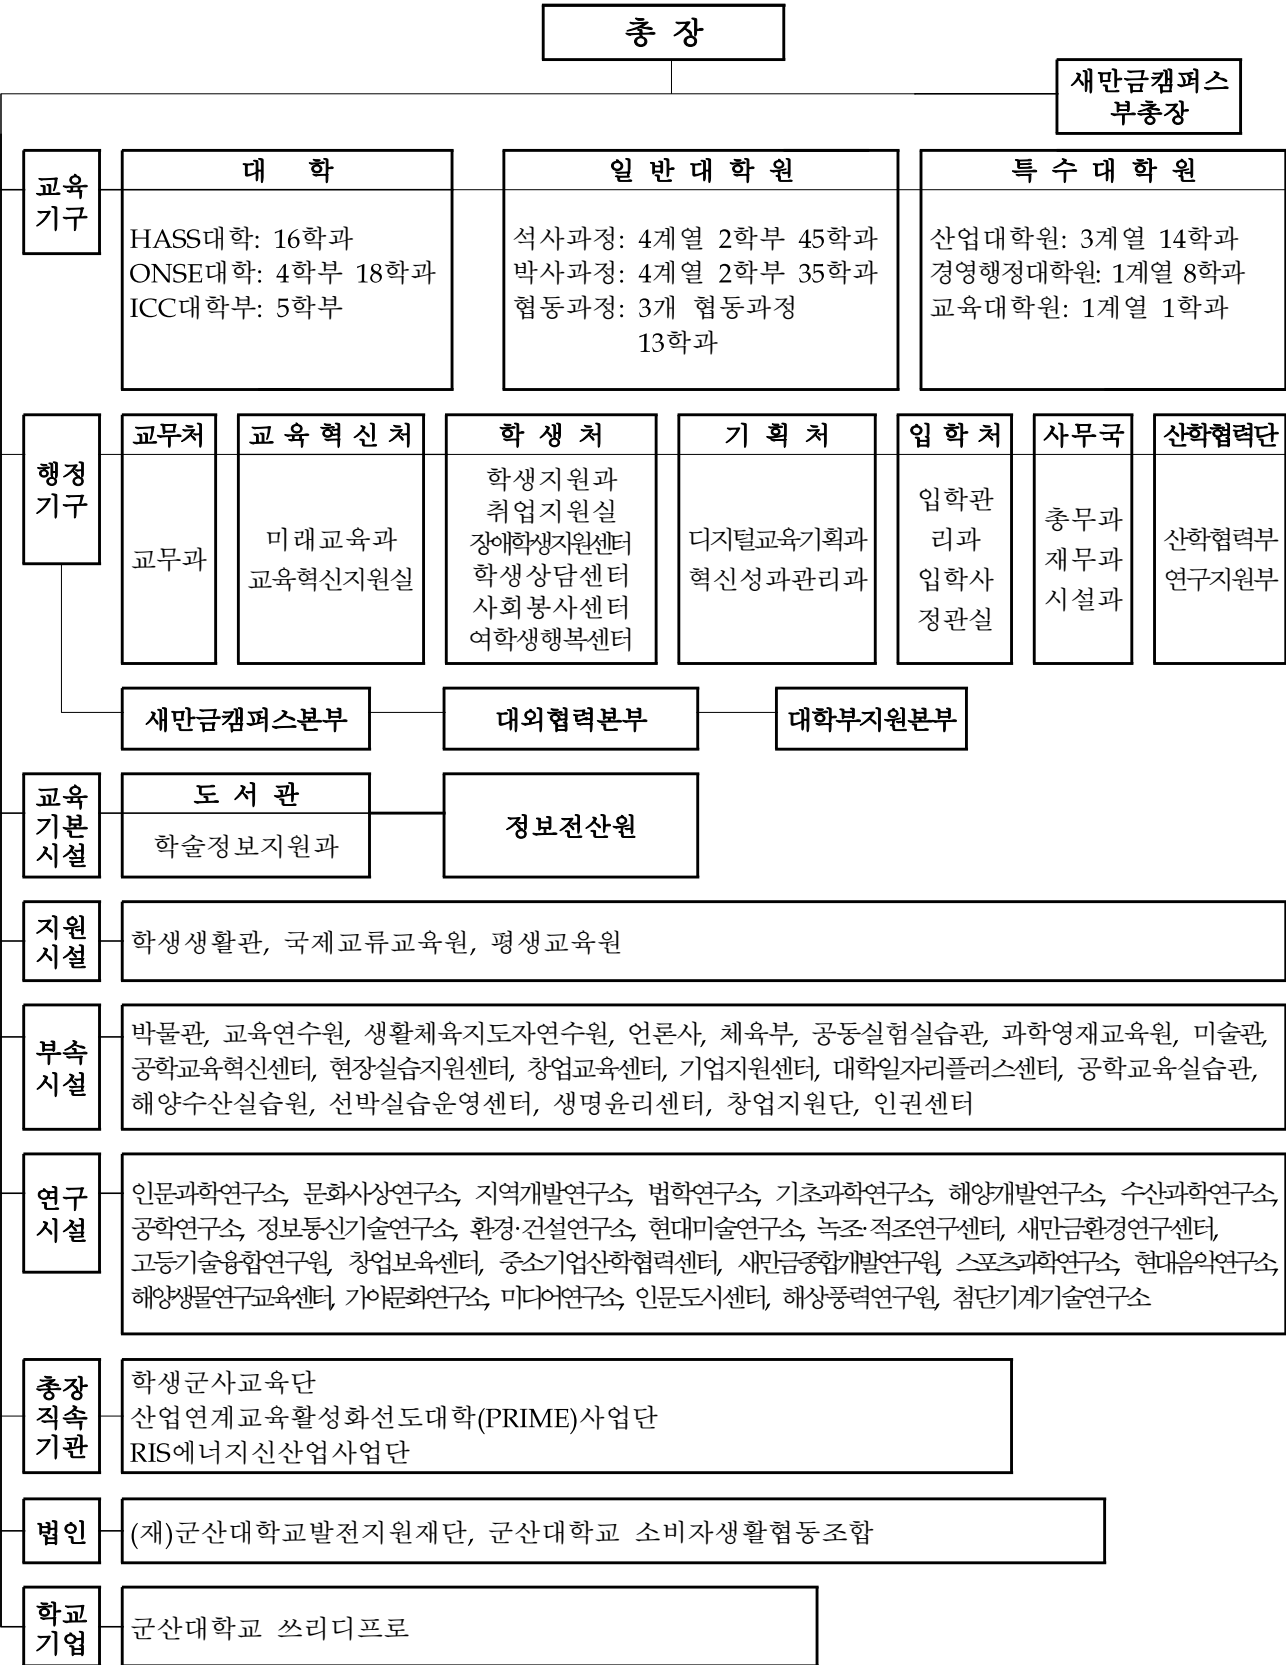 총 장
새만금캠퍼스
부총장
교육
기구
대 학
HASS대학: 16학과
ONSE대학: 4학부 18학과
ICC대학부: 5학부
일 반 대 학 원
석사과정: 4계열 2학부 45학과
박사과정: 4계열 2학부 35학과
협동과정: 3개 협동과정
13학과
특 수 대 학 원
산업대학원: 3계열 14학과
경영행정대학원: 1계열 8학과
교육대학원: 1계열 1학과
행정
기구
교무처
교무과
교 육 혁 신 처
미래교육과
교육혁신지원실
학 생 처
학생지원과
취업지원실
장애학생지원센터
학생상담센터
사회봉사센터
여학생행복센터
기 획 처
디지털교육기획과
혁신성과관리과
입 학 처
입학관
리과
입학사
정관실
사무국
총무과
재무과
시설과
산학협력단
산학협력부
연구지원부
새만금캠퍼스본부
대외협력본부
대학부지원본부
교육
기본
시설
도 서 관
학술정보지원과
정보전산원
지원
시설
학생생활관, 국제교류교육원, 평생교육원
부속
시설
박물관, 교육연수원, 생활체육지도자연수원, 언론사, 체육부, 공동실험실습관, 과학영재교육원, 미술관,
공학교육혁신센터, 현장실습지원센터, 창업교육센터, 기업지원센터, 대학일자리플러스센터, 공학교육실습관,
해양수산실습원, 선박실습운영센터, 생명윤리센터, 창업지원단, 인권센터
연구
시설
인문과학연구소, 문화사상연구소, 지역개발연구소, 법학연구소, 기초과학연구소, 해양개발연구소, 수산과학연구소,
공학연구소, 정보통신기술연구소, 환경·건설연구소, 현대미술연구소, 녹조·적조연구센터, 새만금환경연구센터,
고등기술융합연구원, 창업보육센터, 중소기업산학협력센터, 새만금종합개발연구원, 스포츠과학연구소, 현대음악연구소,
해양생물연구교육센터, 가야문화연구소, 미디어연구소, 인문도시센터, 해상풍력연구원, 첨단기계기술연구소
총장
직속
기관
학생군사교육단
산업연계교육활성화선도대학(PRIME)사업단
RIS에너지신산업사업단
법인
(재)군산대학교발전지원재단, 군산대학교 소비자생활협동조합
학교
기업
군산대학교 쓰리디프로